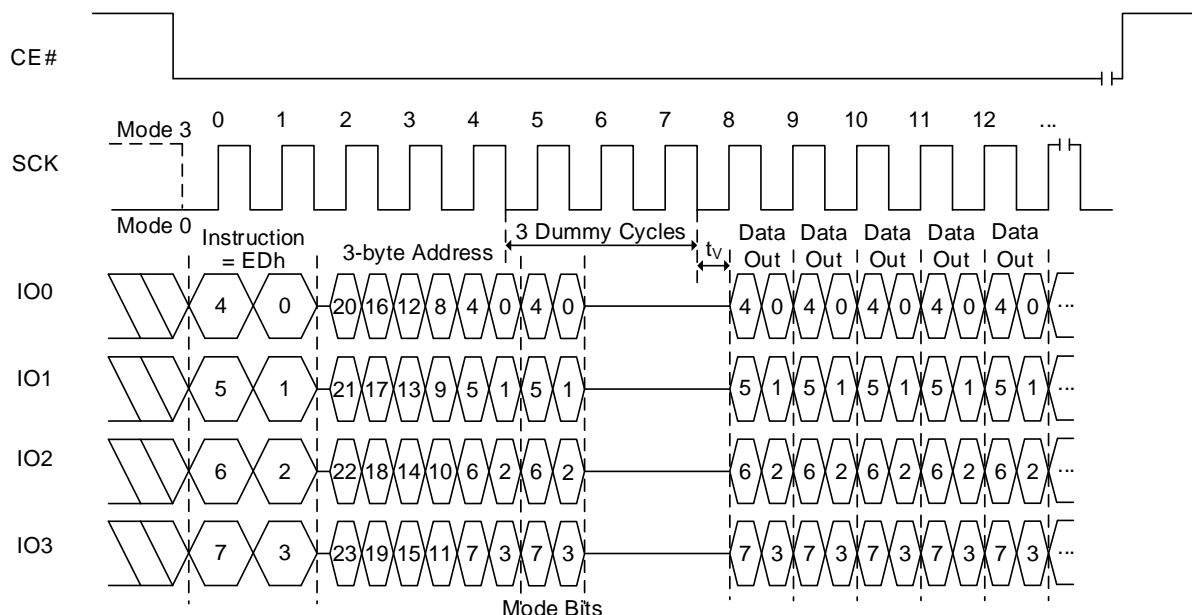 CE#
Mode 3
0 1 2 3 4 5 6 7 8 9 10 11 12 ...
SCK
Mode 0
Instruction = EDh
3-byte Address
3 Dummy Cycles
tV
Data Out
Data Out
Data Out
Data Out
Data Out
IO0
4 0 20 16 12 8 4 0 4 0 4 0 4 0 4 0 4 0 4 0 ...
IO1
5 1 21 17 13 9 5 1 5 1 5 1 5 1 5 1 5 1 5 1 ...
IO2
6 2 22 18 14 10 6 2 6 2 6 2 6 2 6 2 6 2 6 2 ...
IO3
7 3 23 19 15 11 7 3 7 3 7 3 7 3 7 3 7 3 7 3 ...
Mode Bits